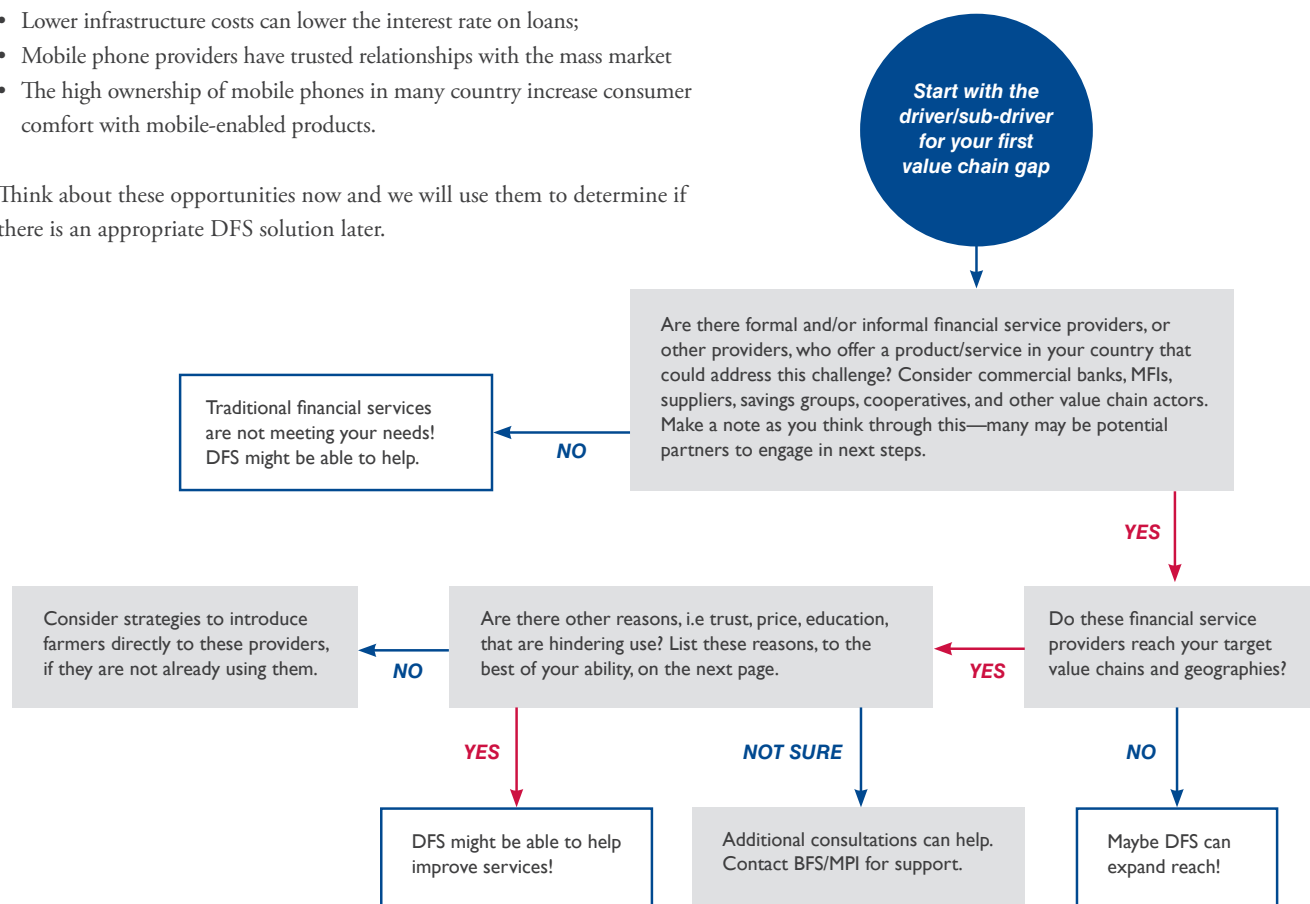 • Lower infrastructure costs can lower the interest rate on loans;
• Mobile phone providers have trusted relationships with the mass market
• The high ownership of mobile phones in many country increase consumer
comfort with mobile-enabled products.
Think about these opportunities now and we will use them to determine if
there is an appropriate DFS solution later.
Start with the
driver/sub-driver
for your first
value chain gap
Are there formal and/or informal financial service providers, or
other providers, who offer a product/service in your country that
could address this challenge? Consider commercial banks, MFIs,
suppliers, savings groups, cooperatives, and other value chain actors.
Make a note as you think through this—many may be potential
partners to engage in next steps.
NO
Traditional financial services
are not meeting your needs!
DFS might be able to help.
YES
Do these financial service
providers reach your target
value chains and geographies?
YES
Are there other reasons, i.e trust, price, education,
that are hindering use? List these reasons, to the
best of your ability, on the next page.
NO
Consider strategies to introduce
farmers directly to these providers,
if they are not already using them.
YES
NOT SURE
NO
DFS might be able to help
improve services!
Additional consultations can help.
Contact BFS/MPI for support.
Maybe DFS can
expand reach!